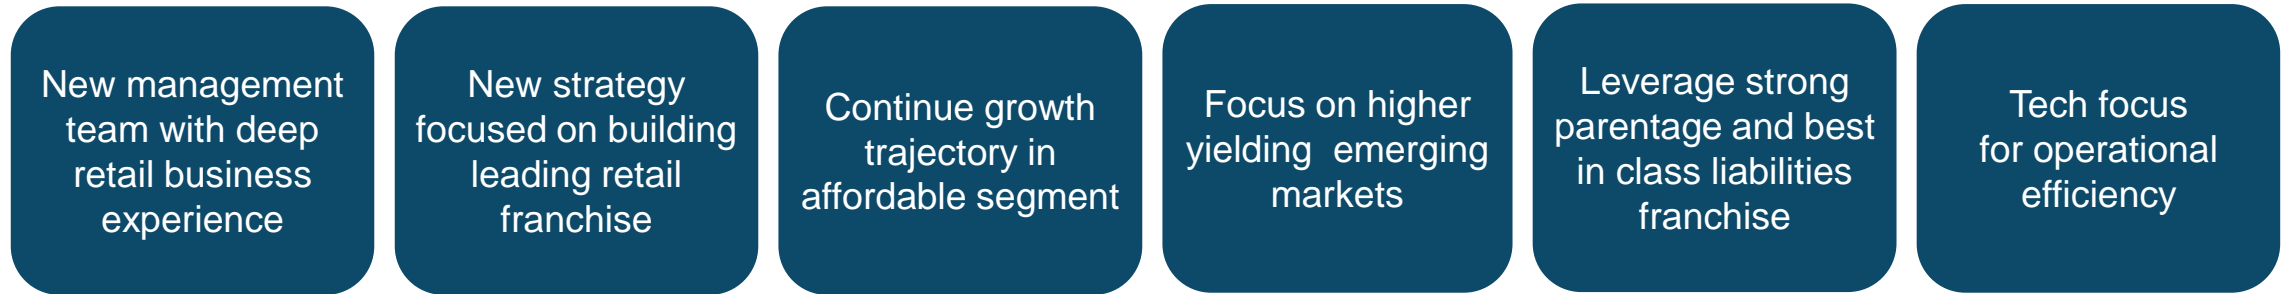 New management
team with deep
retail business
experience
New strategy
focused on building
leading retail
franchise
Continue growth
trajectory in
affordable segment
Focus on higher
yielding  emerging
markets
Leverage strong
parentage and best
in class liabilities
franchise
Tech focus
for operational
efficiency